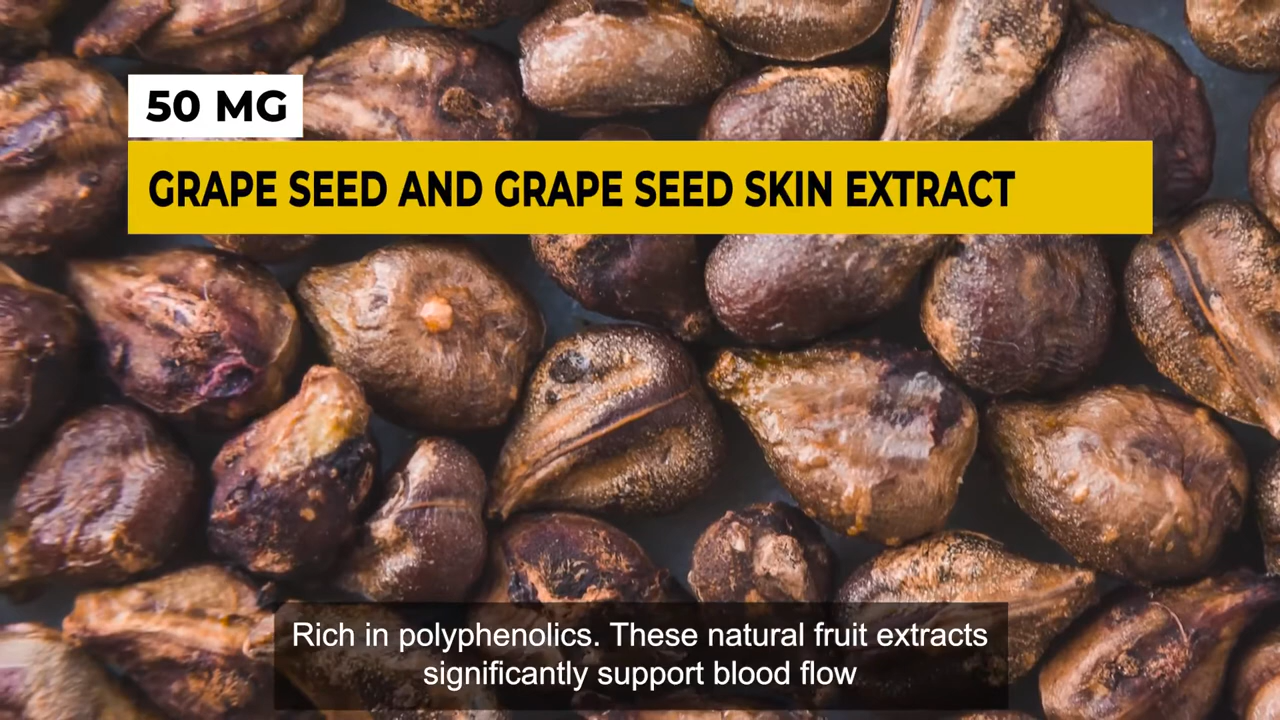 50 MG
GRAPE SEED AND GRAPE SEED SKIN EXTRACT
Rich in polyphenolics. These natural fruit extracts
significantly support blood flow